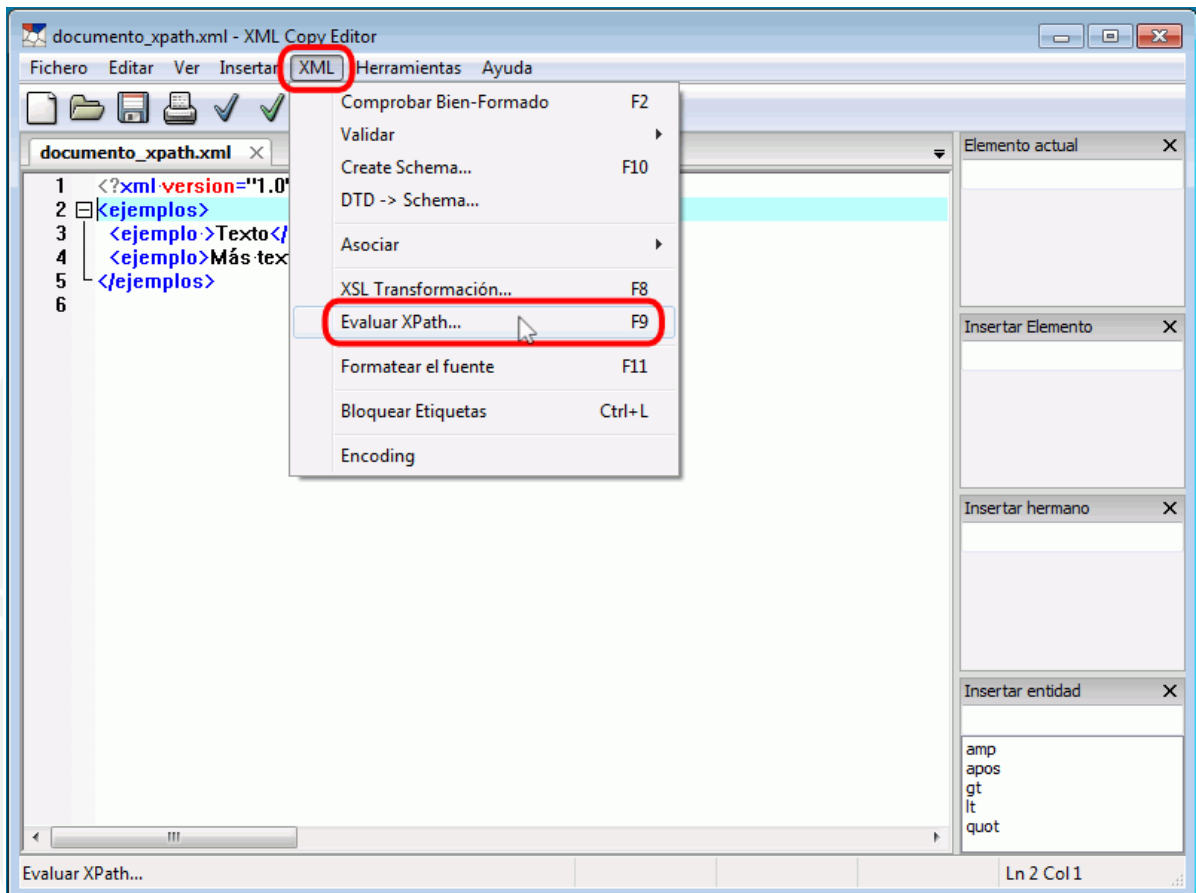 documento_xpath.xml - XML Copy Editor
Fichero Editar Ver Insertar XML Herramientas Ayuda
documento_xpath.xml
1 <?xml version="1.0"
2 <ejemplos>
3 <ejemplo >Texto</
4 <ejemplo>Más tex
5 </ejemplos>
6
Comprobar Bien-Formado F2
Validar
Create Schema... F10
DTD -> Schema...
Asociar
XSL Transformación... F8
Evaluar XPath... F9
Formatear el fuente F11
Bloquear Etiquetas Ctrl+L
Encoding
Elemento actual
Insertar Elemento
Insertar hermano
Insertar entidad
amp
apos
gt
lt
quot
Evaluar XPath... Ln 2 Col 1